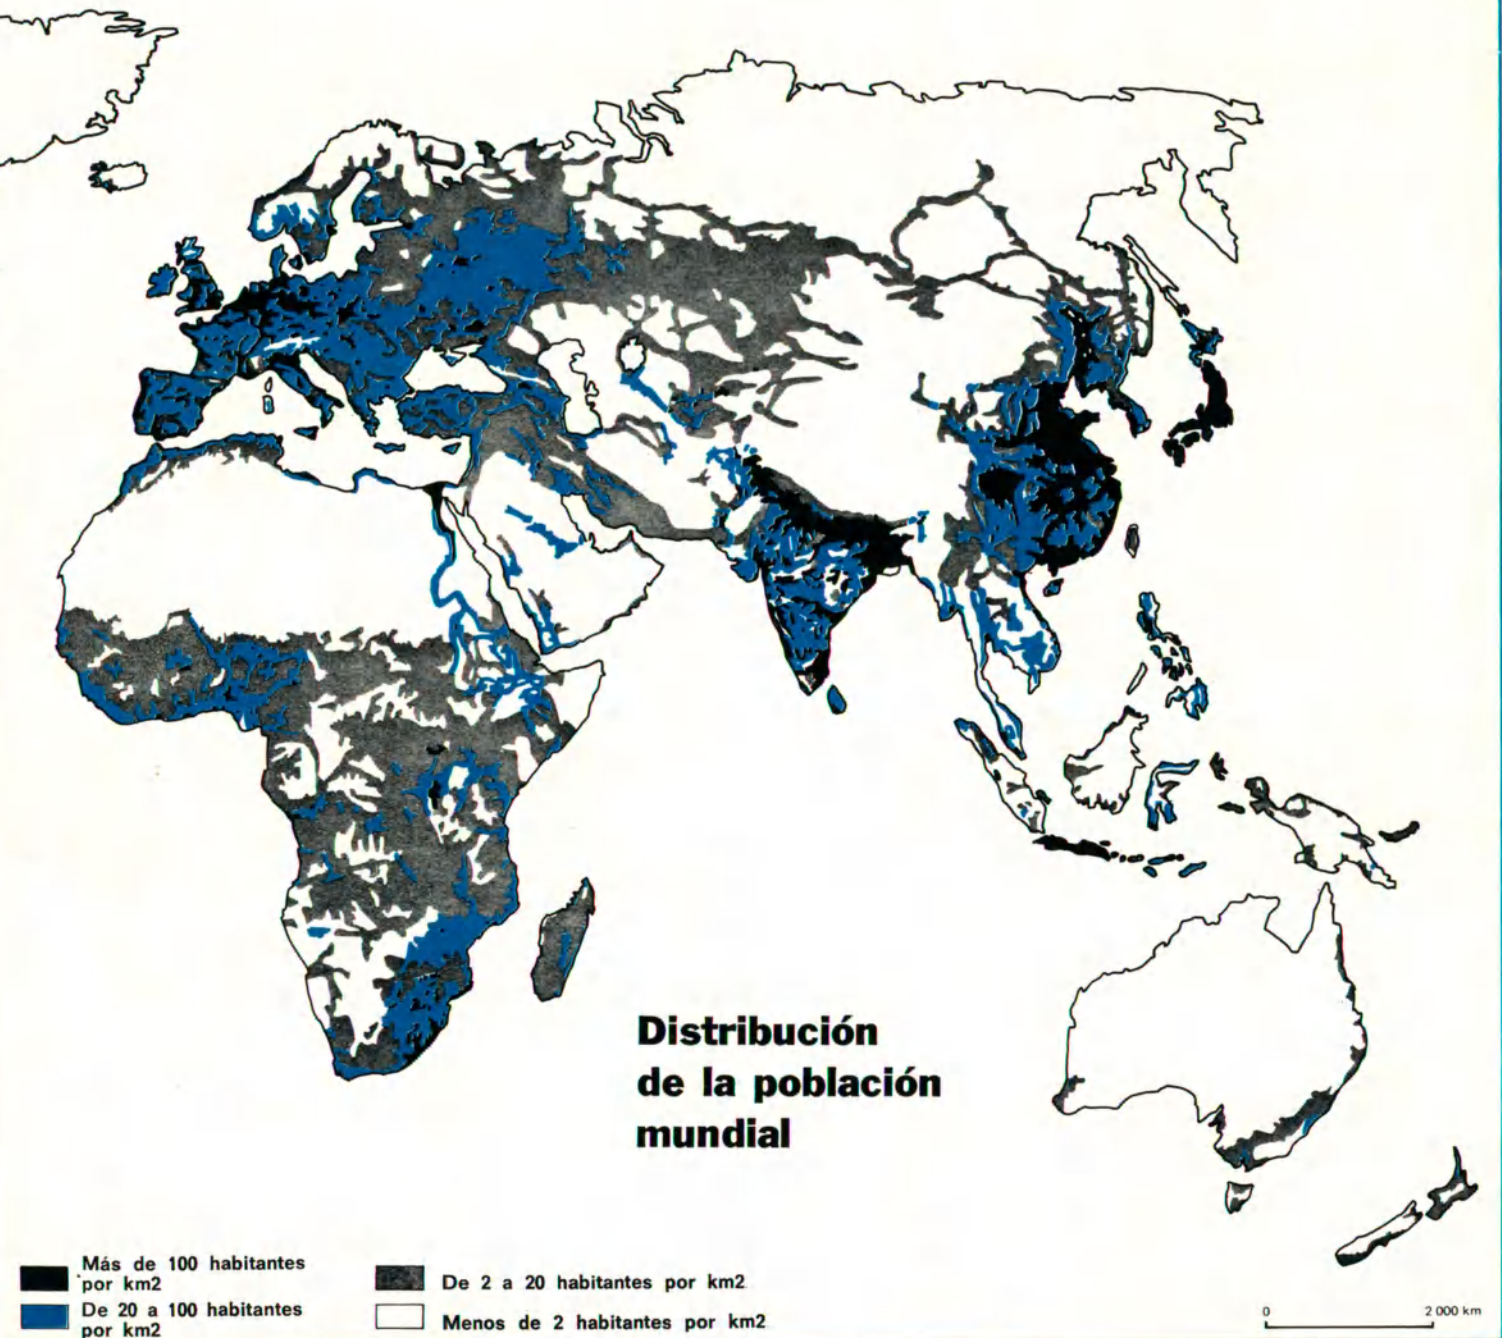 Distribución
de la población
mundial
Más de 100 habitantes
por km2
De 20 a 100 habitantes
por km2
De 2 a 20 habitantes por km2
Menos de 2 habitantes por km2
0 2 000 km